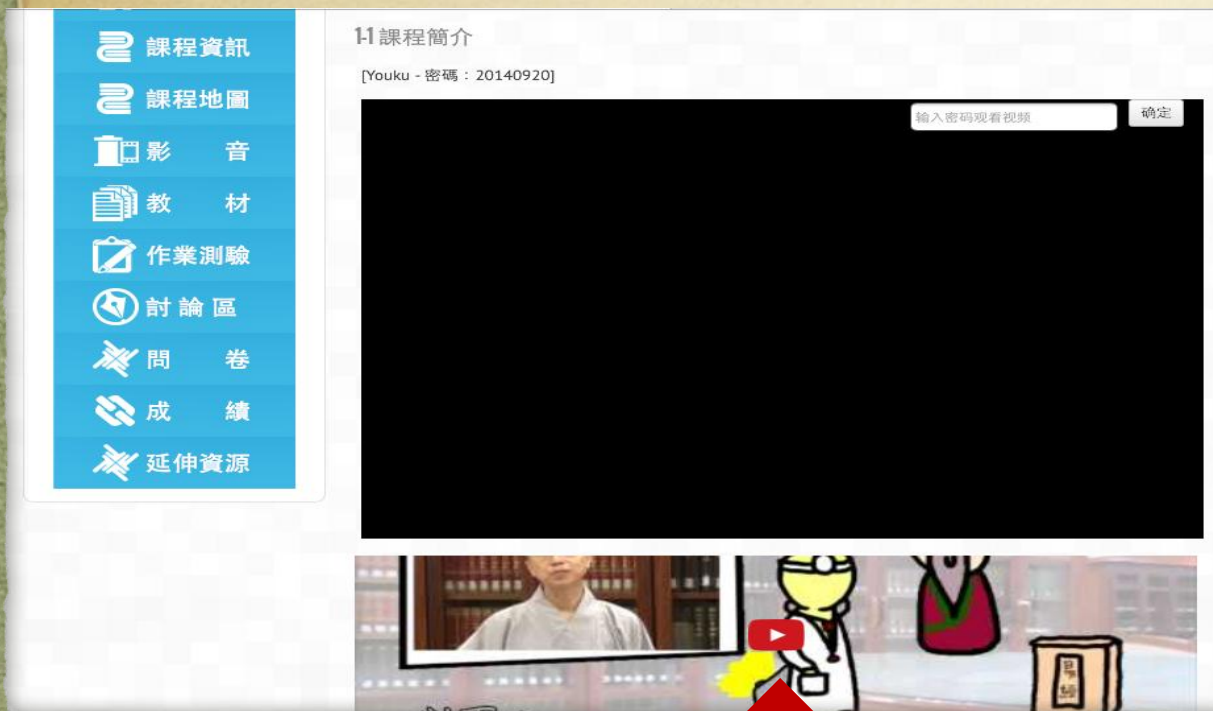 課程資訊
課程地圖
影 音
教 材
作業測驗
討論區
問 卷
成 績
延伸資源
1-1 課程簡介
[Youku - 密碼：20140920]
输入密码观看视频
确定